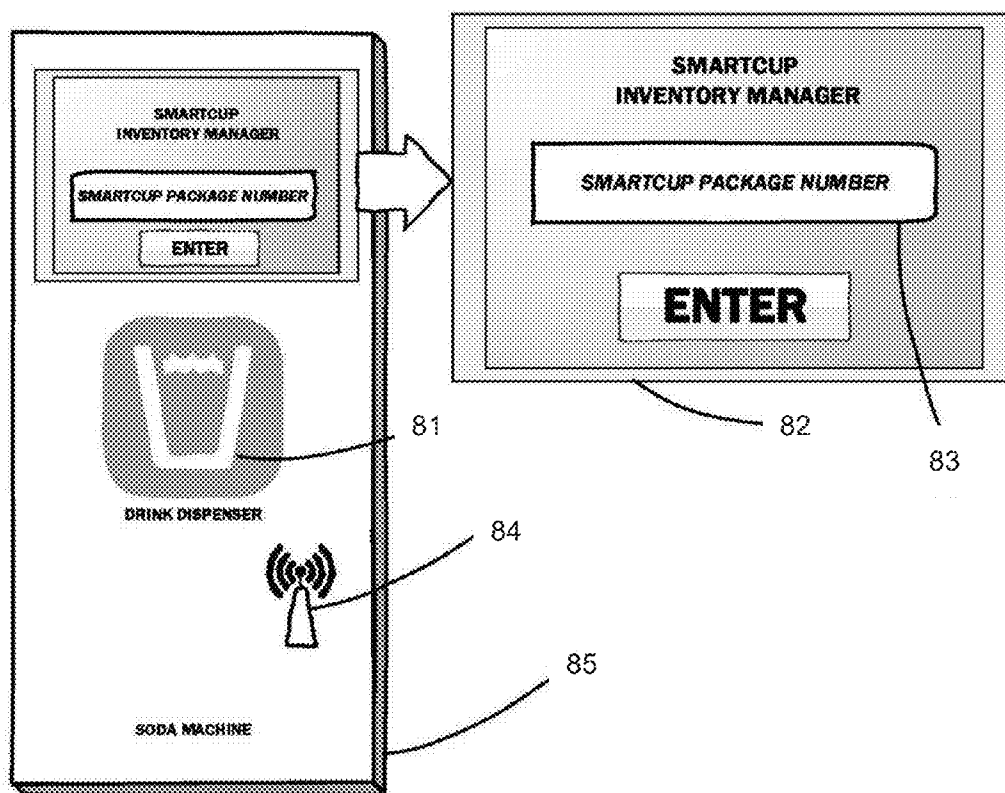 SMARTCUP
INVENTORY MANAGER
SMARTCUP PACKAGE NUMBER
ENTER
DRINK DISPENSER
SODA MACHINE
SMARTCUP
INVENTORY MANAGER
SMARTCUP PACKAGE NUMBER
ENTER
81
82
83
84
85